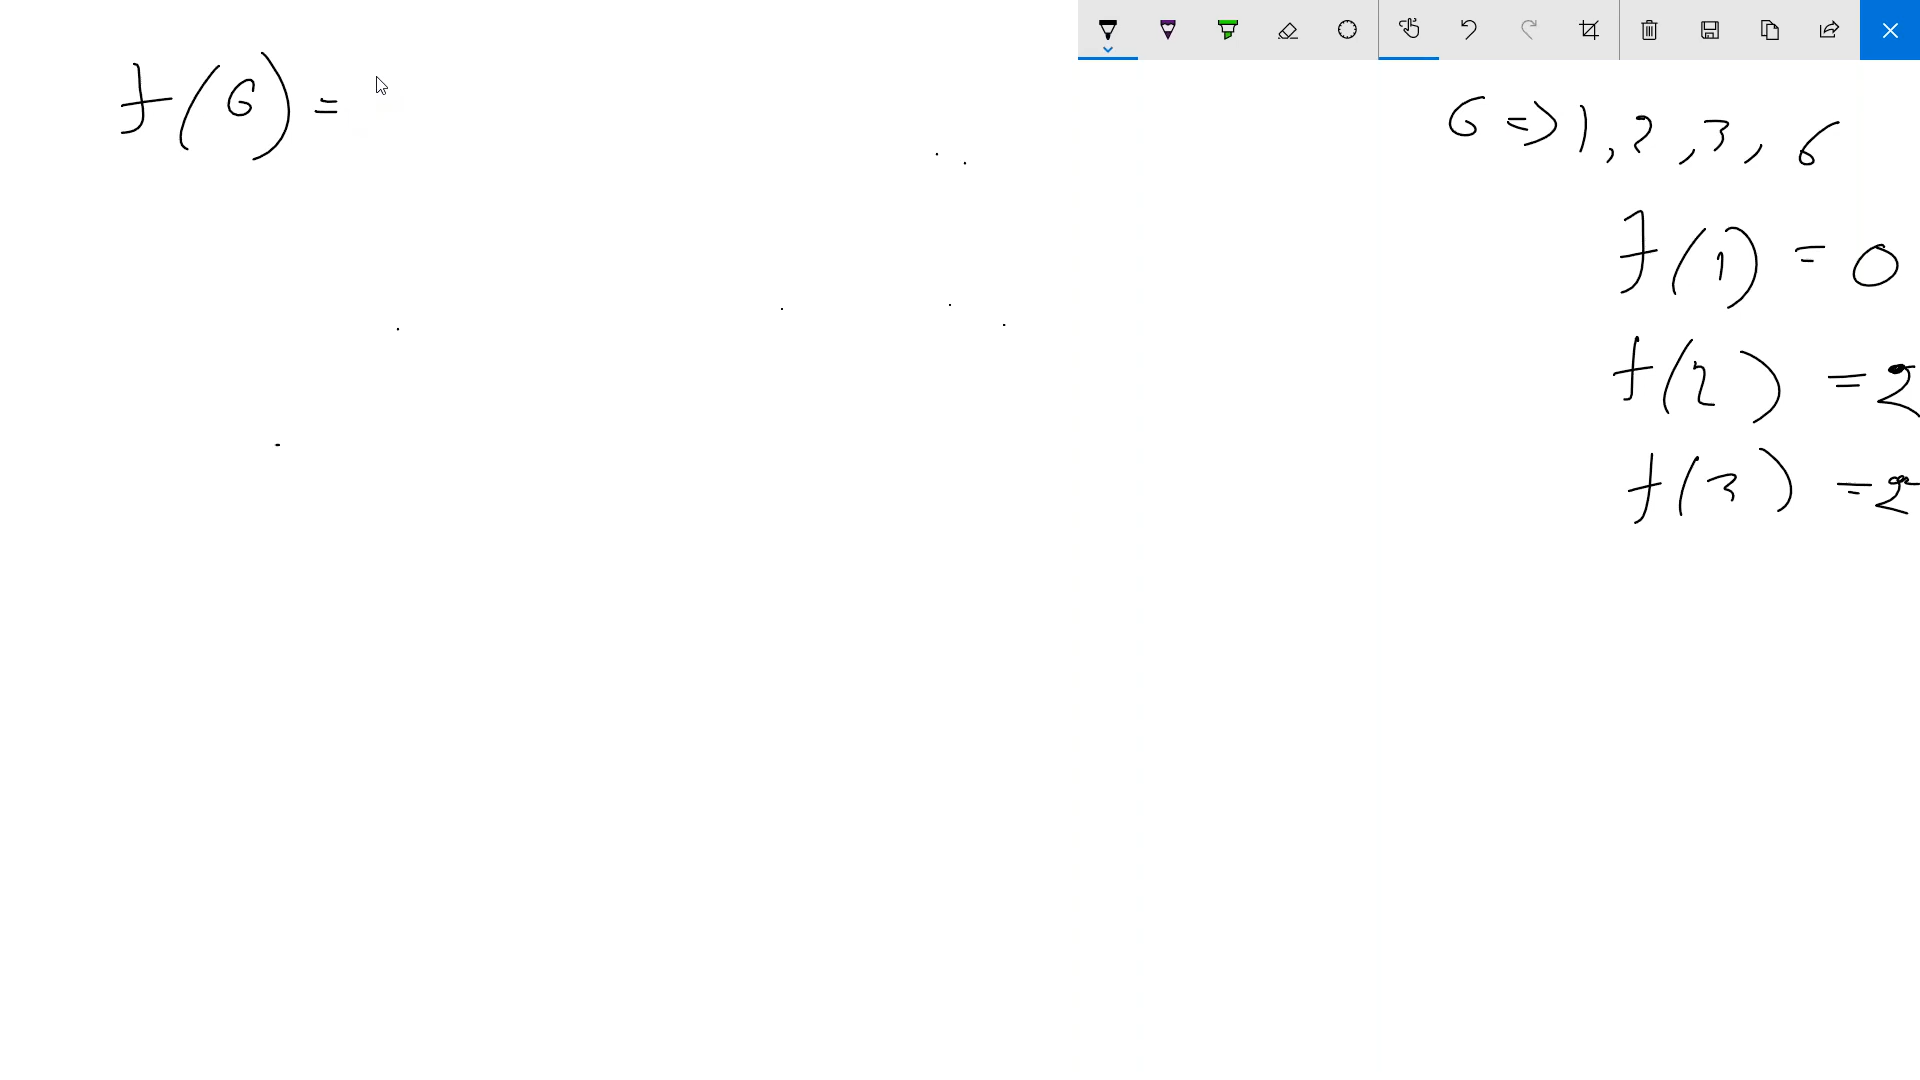 f(6) =
6 => 1, 2, 3, 6
f(1) = 0
f(2) = 2
f(3) = 2